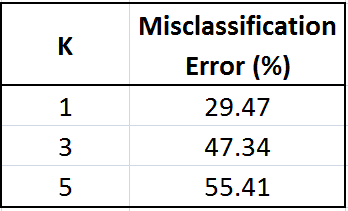 K Misclassification Error (%)
1 29.47
3 47.34
5 55.41